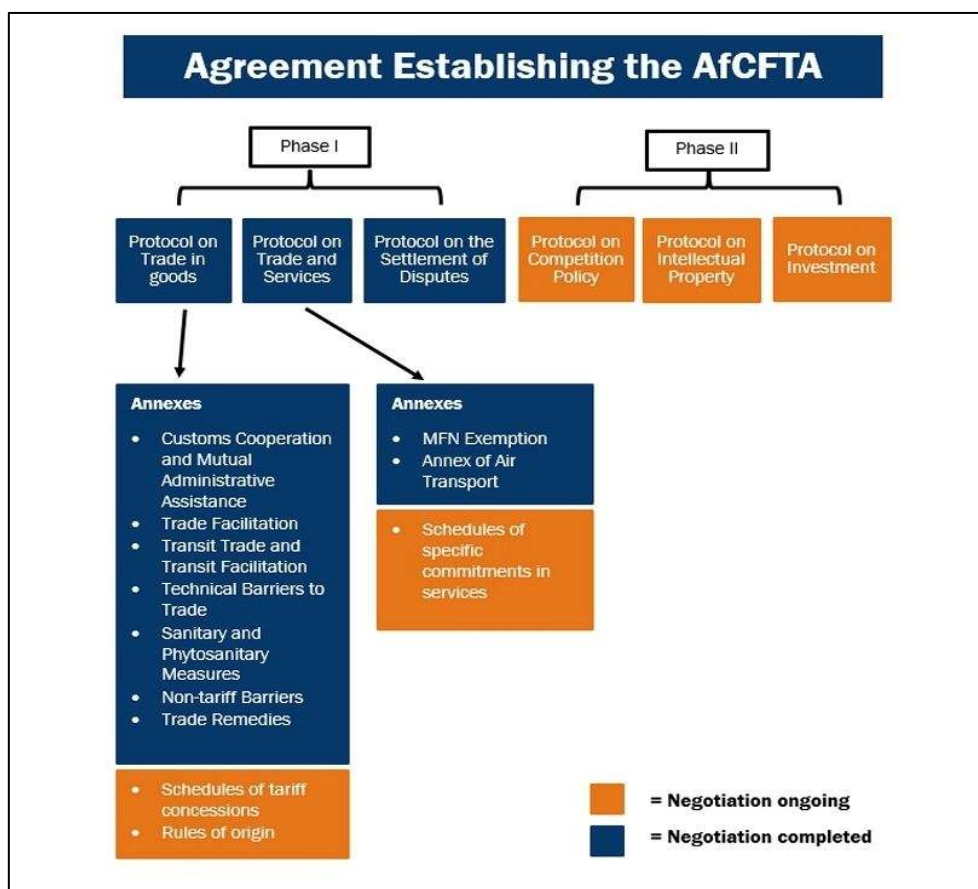 Agreement Establishing the AfCFTA
Phase I
Phase II
Protocol on
Trade in
goods
Protocol on
Trade and
Services
Protocol on the
Settlement of
Disputes
Protocol on
Competition
Policy
Protocol on
Intellectual
Property
Protocol on
Investment
Annexes
• Customs Cooperation
and Mutual
Administrative
Assistance
• Trade Facilitation
• Transit Trade and
Transit Facilitation
• Technical Barriers to
Trade
• Sanitary and
Phytosanitary
Measures
• Non-tariff Barriers
• Trade Remedies
• Schedules of tariff
concessions
• Rules of origin
Annexes
• MFN Exemption
• Annex of Air
Transport
• Schedules of
specific
commitments in
services
= Negotiation ongoing
= Negotiation completed